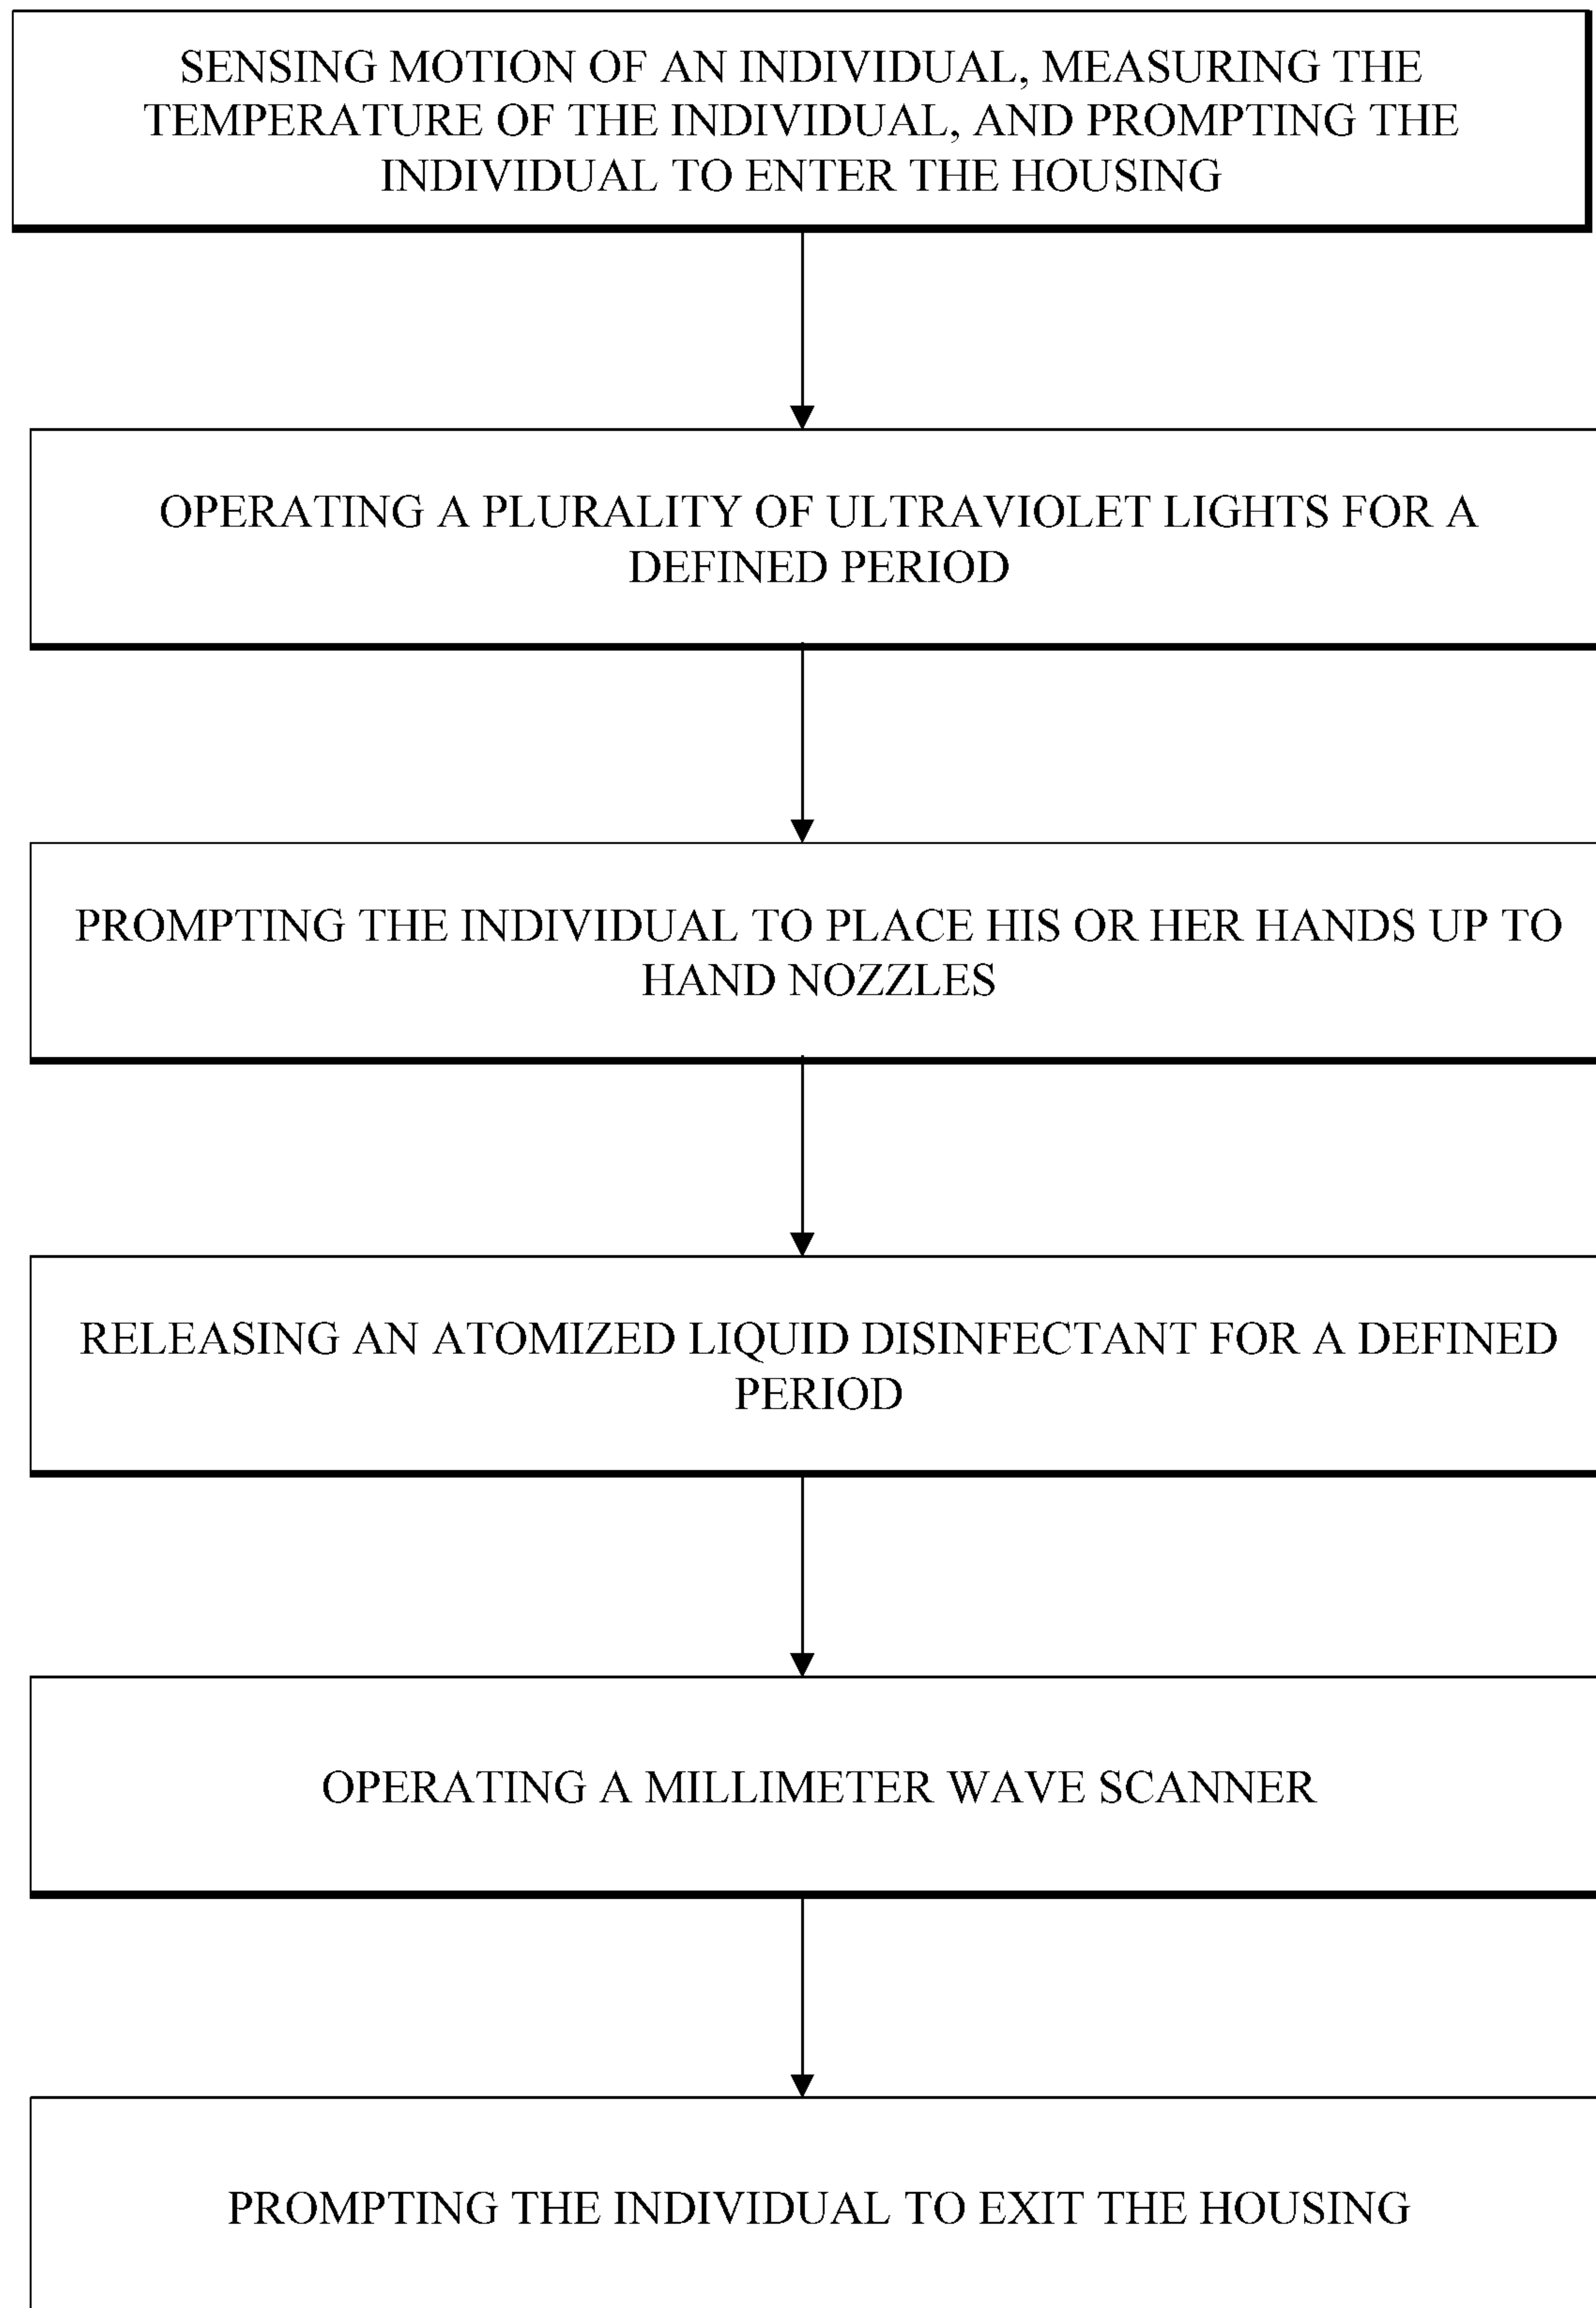 SENSING MOTION OF AN INDIVIDUAL, MEASURING THE
TEMPERATURE OF THE INDIVIDUAL, AND PROMPTING THE
INDIVIDUAL TO ENTER THE HOUSING
OPERATING A PLURALITY OF ULTRAVIOLET LIGHTS FOR A
DEFINED PERIOD
PROMPTING THE INDIVIDUAL TO PLACE HIS OR HER HANDS UP TO
HAND NOZZLES
RELEASING AN ATOMIZED LIQUID DISINFECTANT FOR A DEFINED
PERIOD
OPERATING A MILLIMETER WAVE SCANNER
PROMPTING THE INDIVIDUAL TO EXIT THE HOUSING